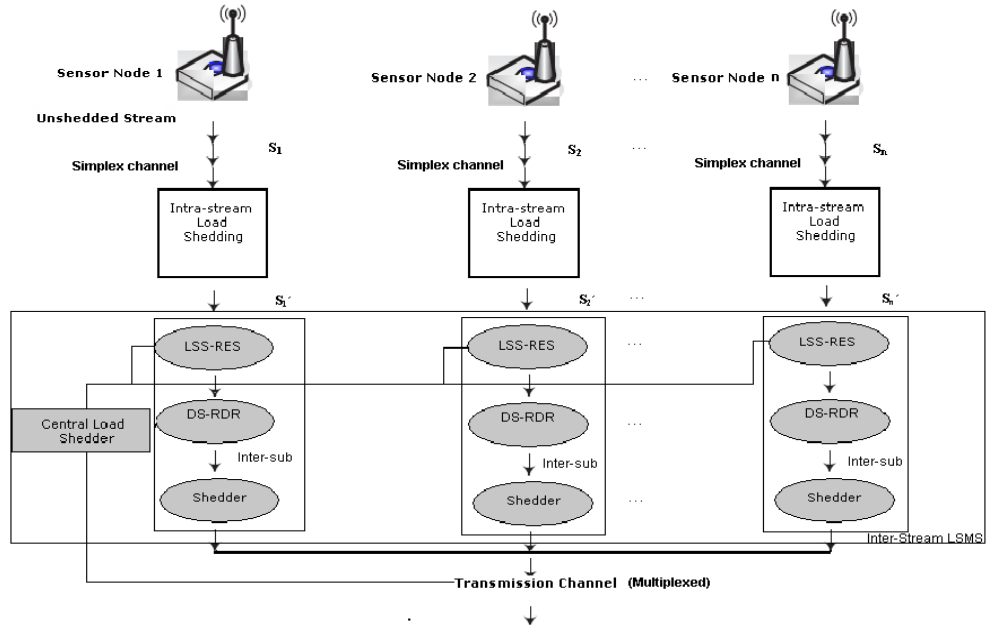 Sensor Node 1
Sensor Node 2
...
Sensor Node n
Unshedded Stream
S1
S2
...
Sn
Simplex channel
Simplex channel
Simplex channel
Intra-stream
Load
Shedding
Intra-stream
Load
Shedding
Intra-stream
Load
Shedding
S1´
S2´
...
Sn´
LSS-RES
LSS-RES
...
LSS-RES
Central Load
Shedder
DS-RDR
DS-RDR
...
DS-RDR
Inter-sub
Inter-sub
Inter-sub
Shedder
Shedder
...
Shedder
Inter-Stream LSMS
Transmission Channel (Multiplexed)
.